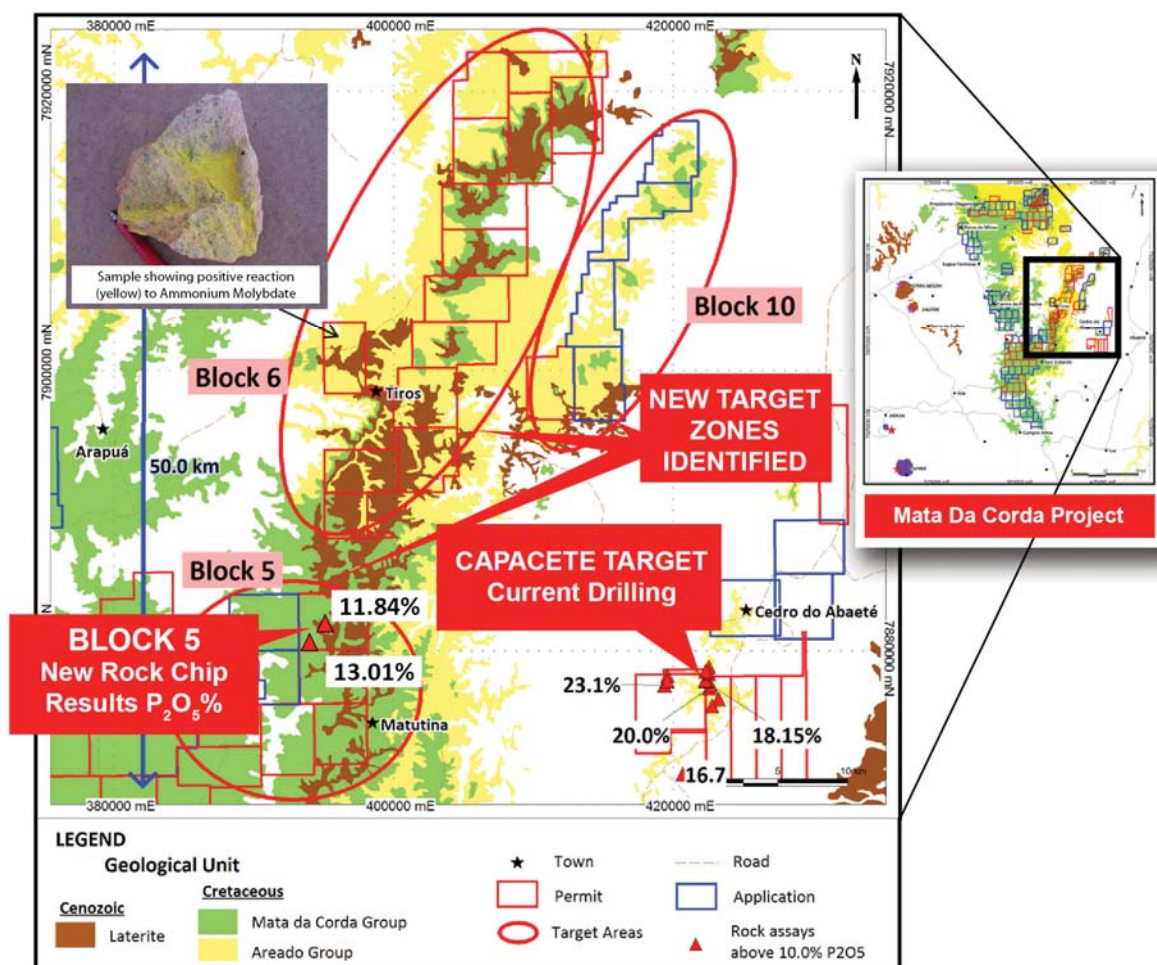 380000 mE
400000 mE
420000 mE
7920000 mN
7920000 mN
N
Sample showing positive reaction
(yellow) to Ammonium Molybdate
Block 10
Block 6
7900000 mN
Tiros
NEW TARGET
ZONES
IDENTIFIED
Arapuá
50.0 km
Mata Da Corda Project
CAPACETE TARGET
Current Drilling
Block 5
Cedro do Abaeté
11.84%
7880000 mN
BLOCK 5
New Rock Chip
Results P₂O₅%
13.01%
23.1%
Matutina
20.0%
18.15%
16.7
5
10 km
380000 mE
400000 mE
420000 mE
LEGEND
Geological Unit
Cenozoic
Laterite
Cretaceous
Mata da Corda Group
Areado Group
Town
Permit
Target Areas
Road
Application
Rock assays
above 10.0% P2O5